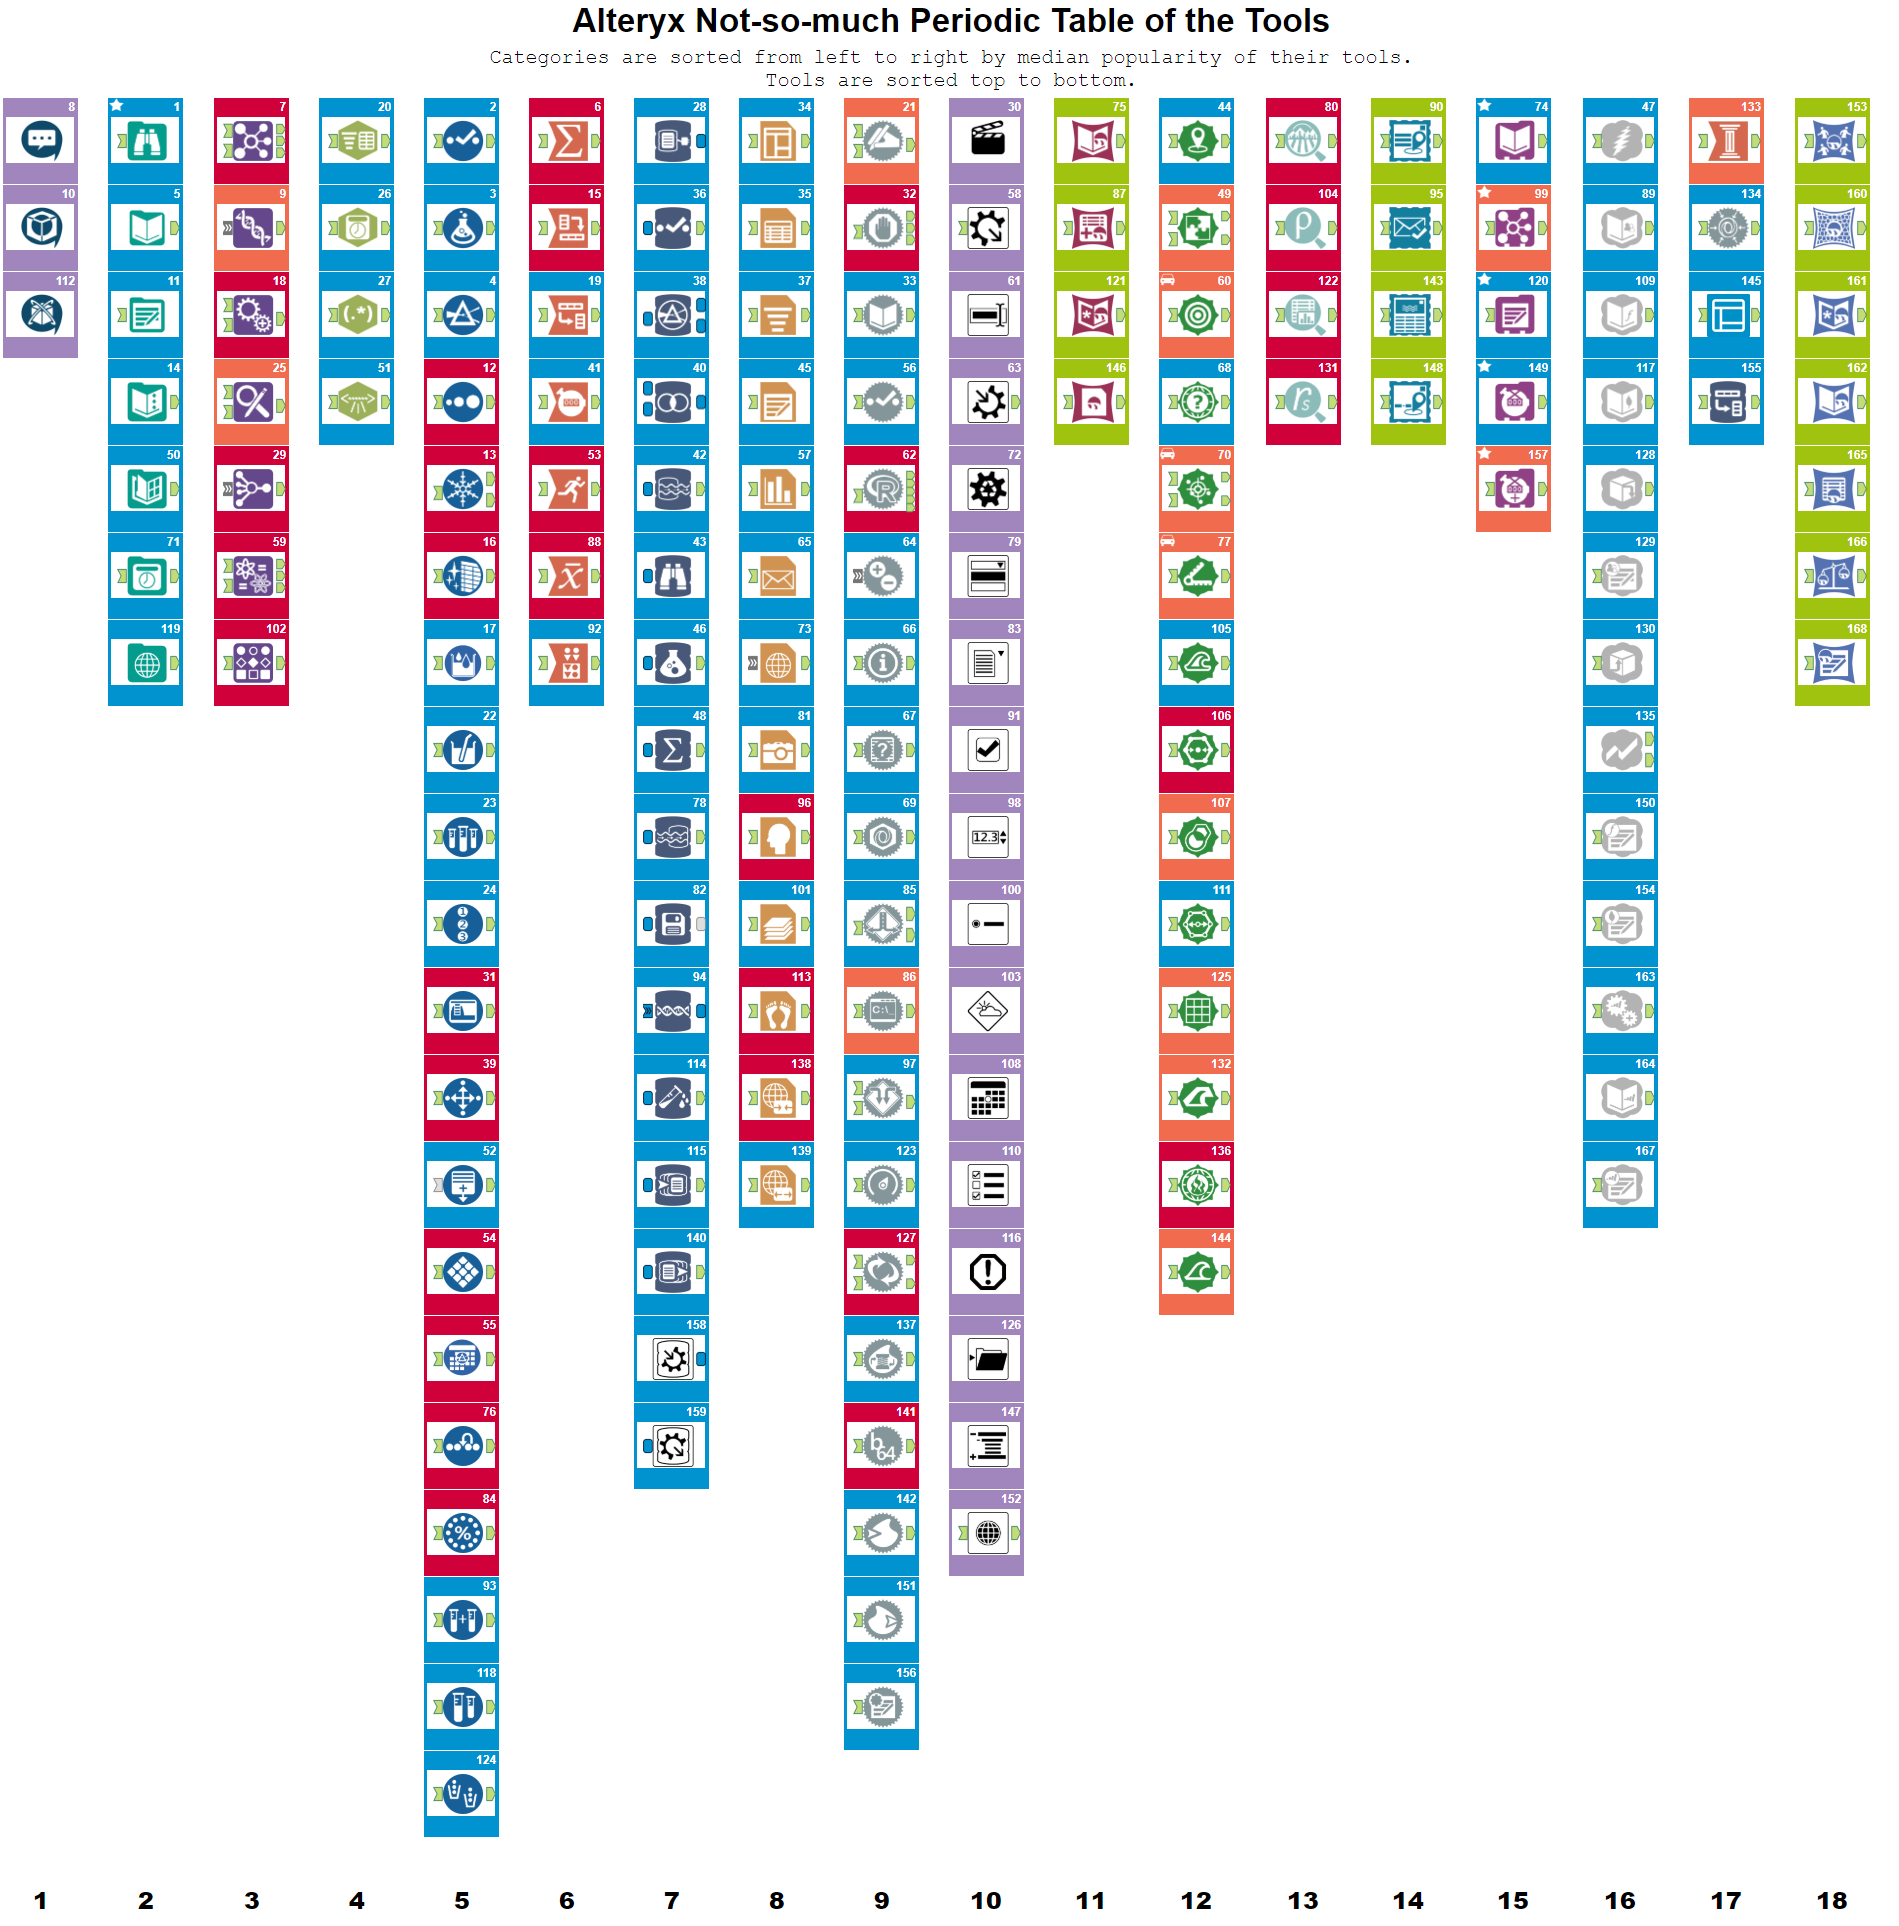 Alteryx Not-so-much Periodic Table of the Tools
Categories are sorted from left to right by median popularity of their tools.
Tools are sorted top to bottom.
8 1 7 20 2 6 28 34 21 30 75 44 80 90 74 47 133 153
10 5 9 26 3 15 36 35 32 58 87 49 104 95 99 89 134 160
112 11 18 27 4 19 38 37 33 61 121 60 122 143 120 109 145 161
(.*)
14 25 51 12 41 40 45 56 63 146 68 131 148 149 117 155 162
? rs
50 29 13 53 42 57 62 72 70 157 128 165
R
71 59 16 88 43 65 64 79 77 129 166
x
119 102 17 92 46 73 66 83 105 130 168
i
22 48 81 67 91 106 135
Σ ?
23 78 96 69 98 107 150
0 12.3
24 82 101 85 100 111 154
1
2
3
31 94 113 86 103 125 163
C:\_
39 114 138 97 108 132 164
52 115 139 123 110 136 167
54 140 127 116 144
!
55 158 137 126
76 159 141 147
b64
84 142 152
%
93 151
118 156
124
1 2 3 4 5 6 7 8 9 10 11 12 13 14 15 16 17 18